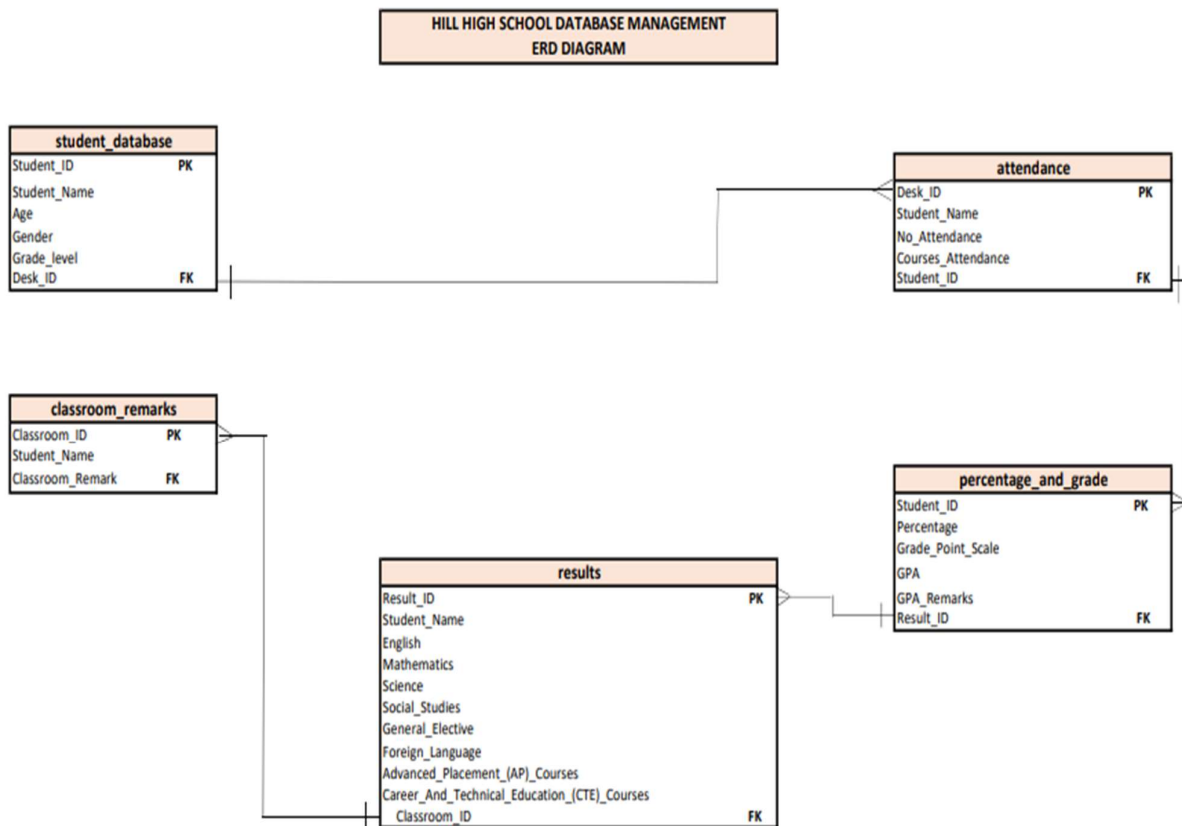 HILL HIGH SCHOOL DATABASE MANAGEMENT
ERD DIAGRAM
student_database
Student_ID PK
Student_Name
Age
Gender
Grade_level
Desk_ID FK
attendance
Desk_ID PK
Student_Name
No_Attendance
Courses_Attendance
Student_ID FK
classroom_remarks
Classroom_ID PK
Student_Name
Classroom_Remark FK
percentage_and_grade
Student_ID PK
Percentage
Grade_Point_Scale
GPA
GPA_Remarks
Result_ID FK
results
Result_ID PK
Student_Name
English
Mathematics
Science
Social_Studies
General_Elective
Foreign_Language
Advanced_Placement_(AP)_Courses
Career_And_Technical_Education_(CTE)_Courses
Classroom_ID FK